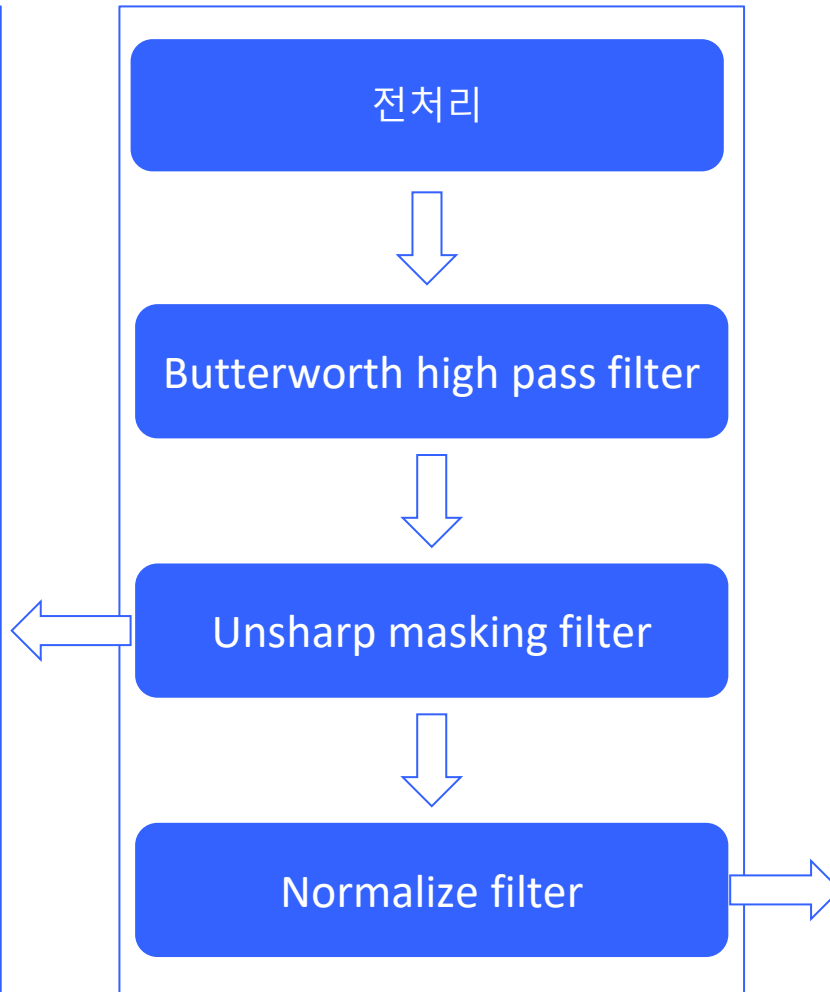 전처리
Butterworth high pass filter
Unsharp masking filter
Normalize filter